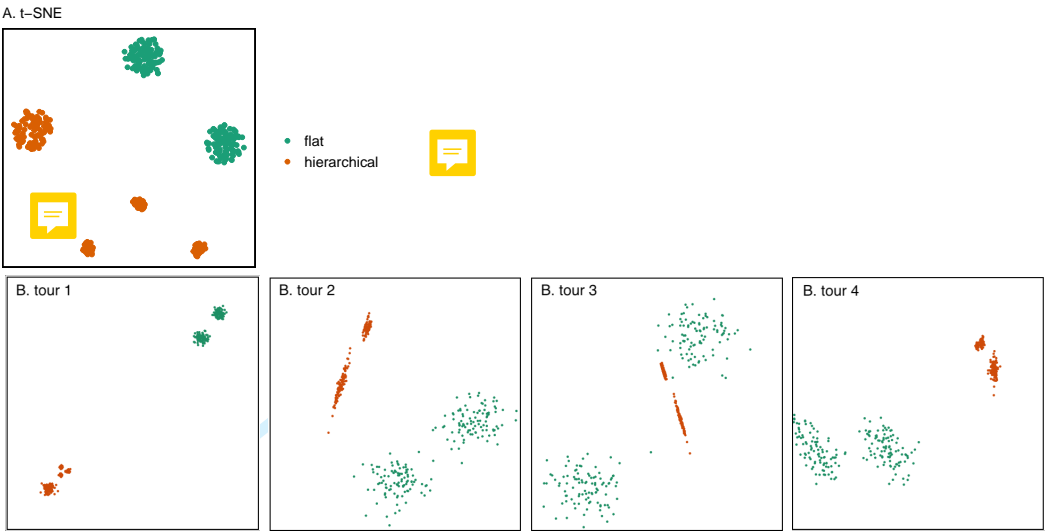 A. t−SNE
flat
hierarchical
B. tour 1
B. tour 2
B. tour 3
B. tour 4